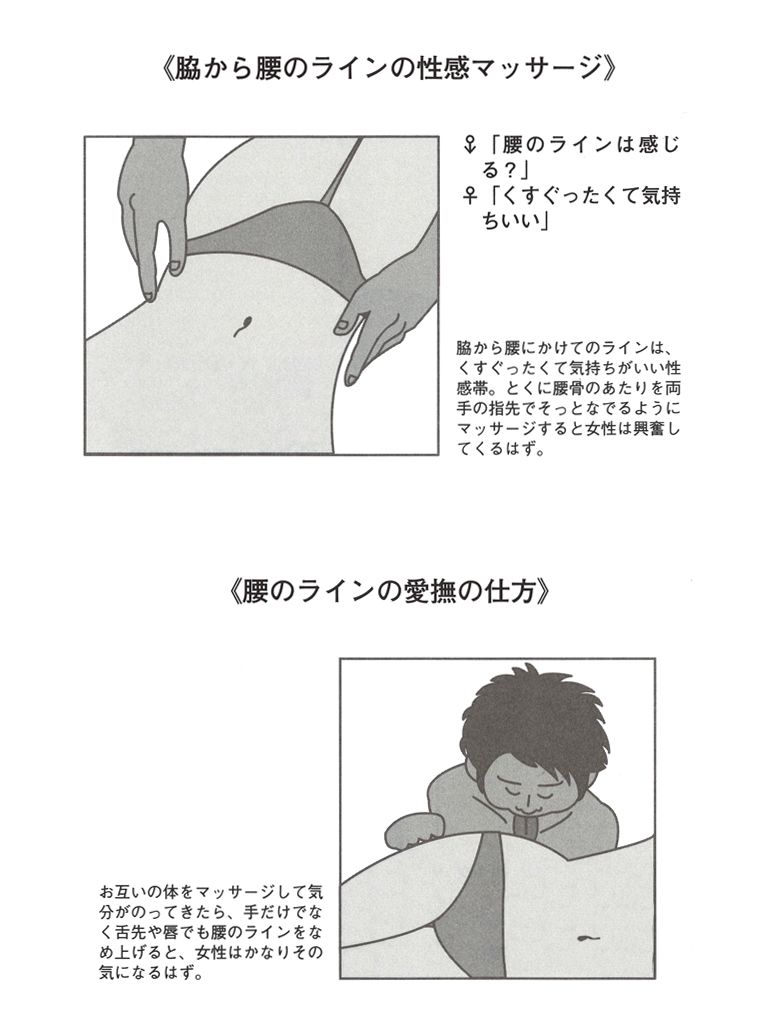 《脇から腰のラインの性感マッサージ》
♂「腰のラインは感じ
る?」
♀「くすぐったくて気持
ちいい」
脇から腰にかけてのラインは、
くすぐったくて気持ちがいい性
感帯。とくに腰骨のあたりを両
手の指先でそっとなでるように
マッサージすると女性は興奮し
てくるはず。
《腰のラインの愛撫の仕方》
お互いの体をマッサージして気
分がのってきたら、手だけでな
く舌先や唇でも腰のラインをな
め上げると、女性はかなりその
気になるはず。